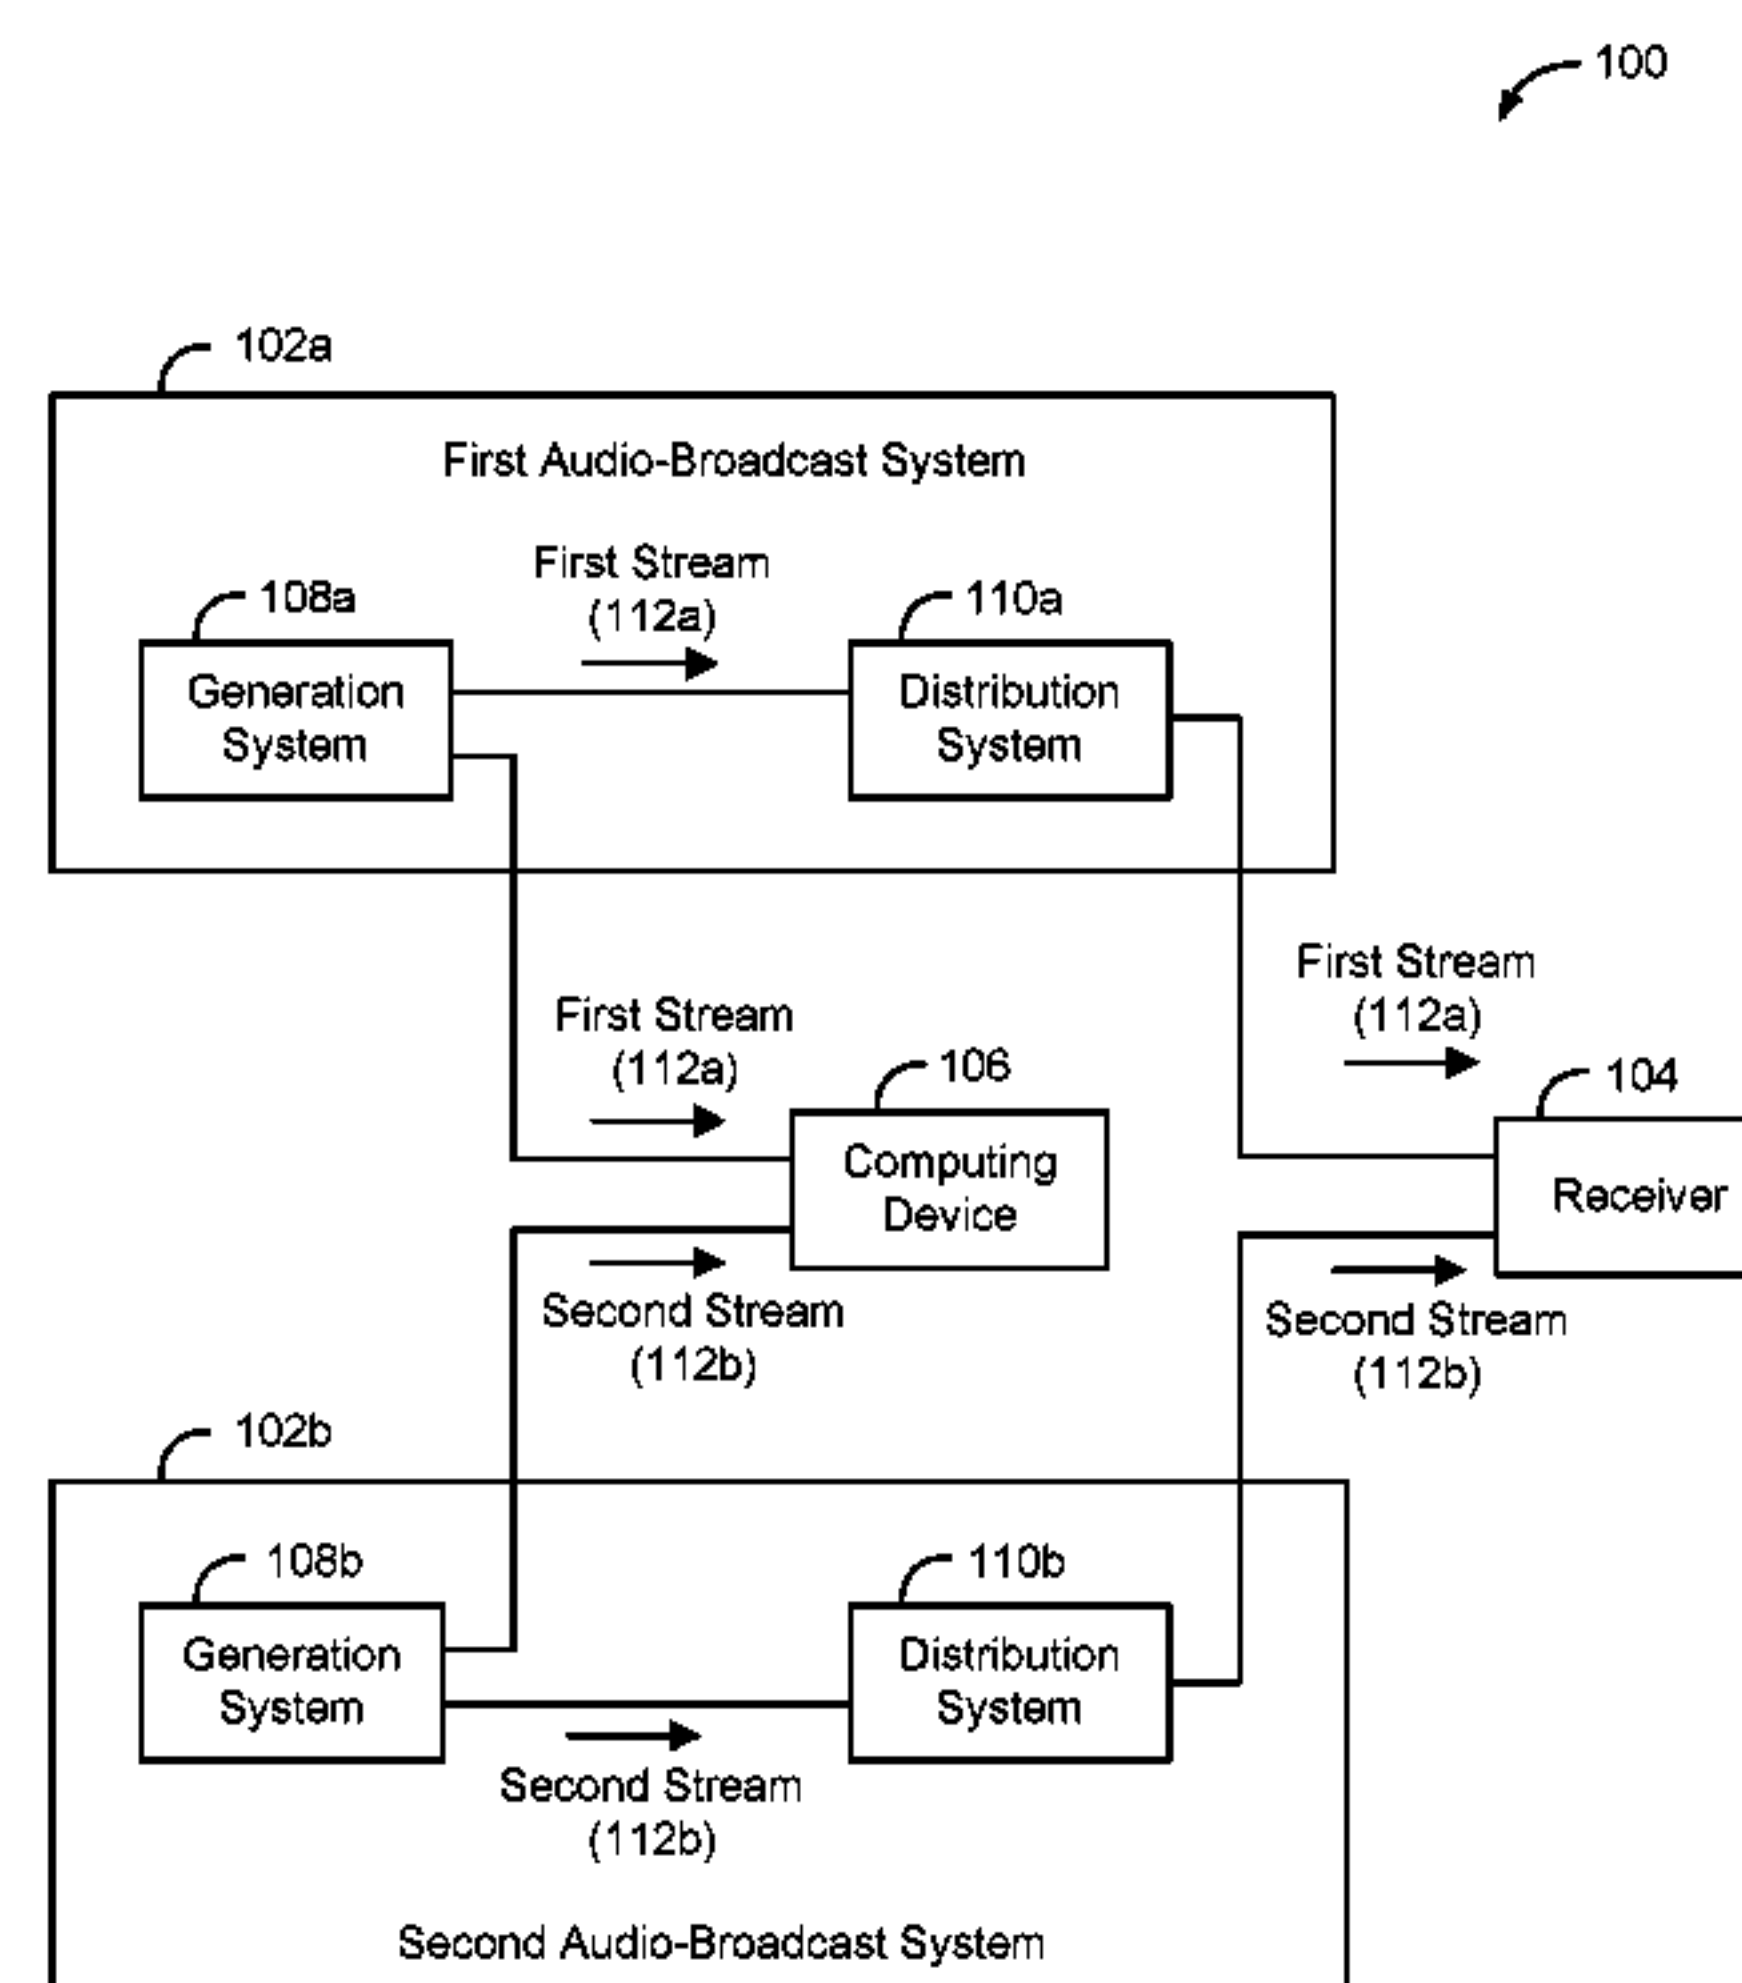 100
102a
First Audio-Broadcast System
First Stream
(112a)
108a
110a
Generation
System
Distribution
System
First Stream
(112a)
First Stream
(112a)
106
104
Computing
Device
Receiver
Second Stream
(112b)
Second Stream
(112b)
102b
108b
110b
Generation
System
Distribution
System
Second Stream
(112b)
Second Audio-Broadcast System